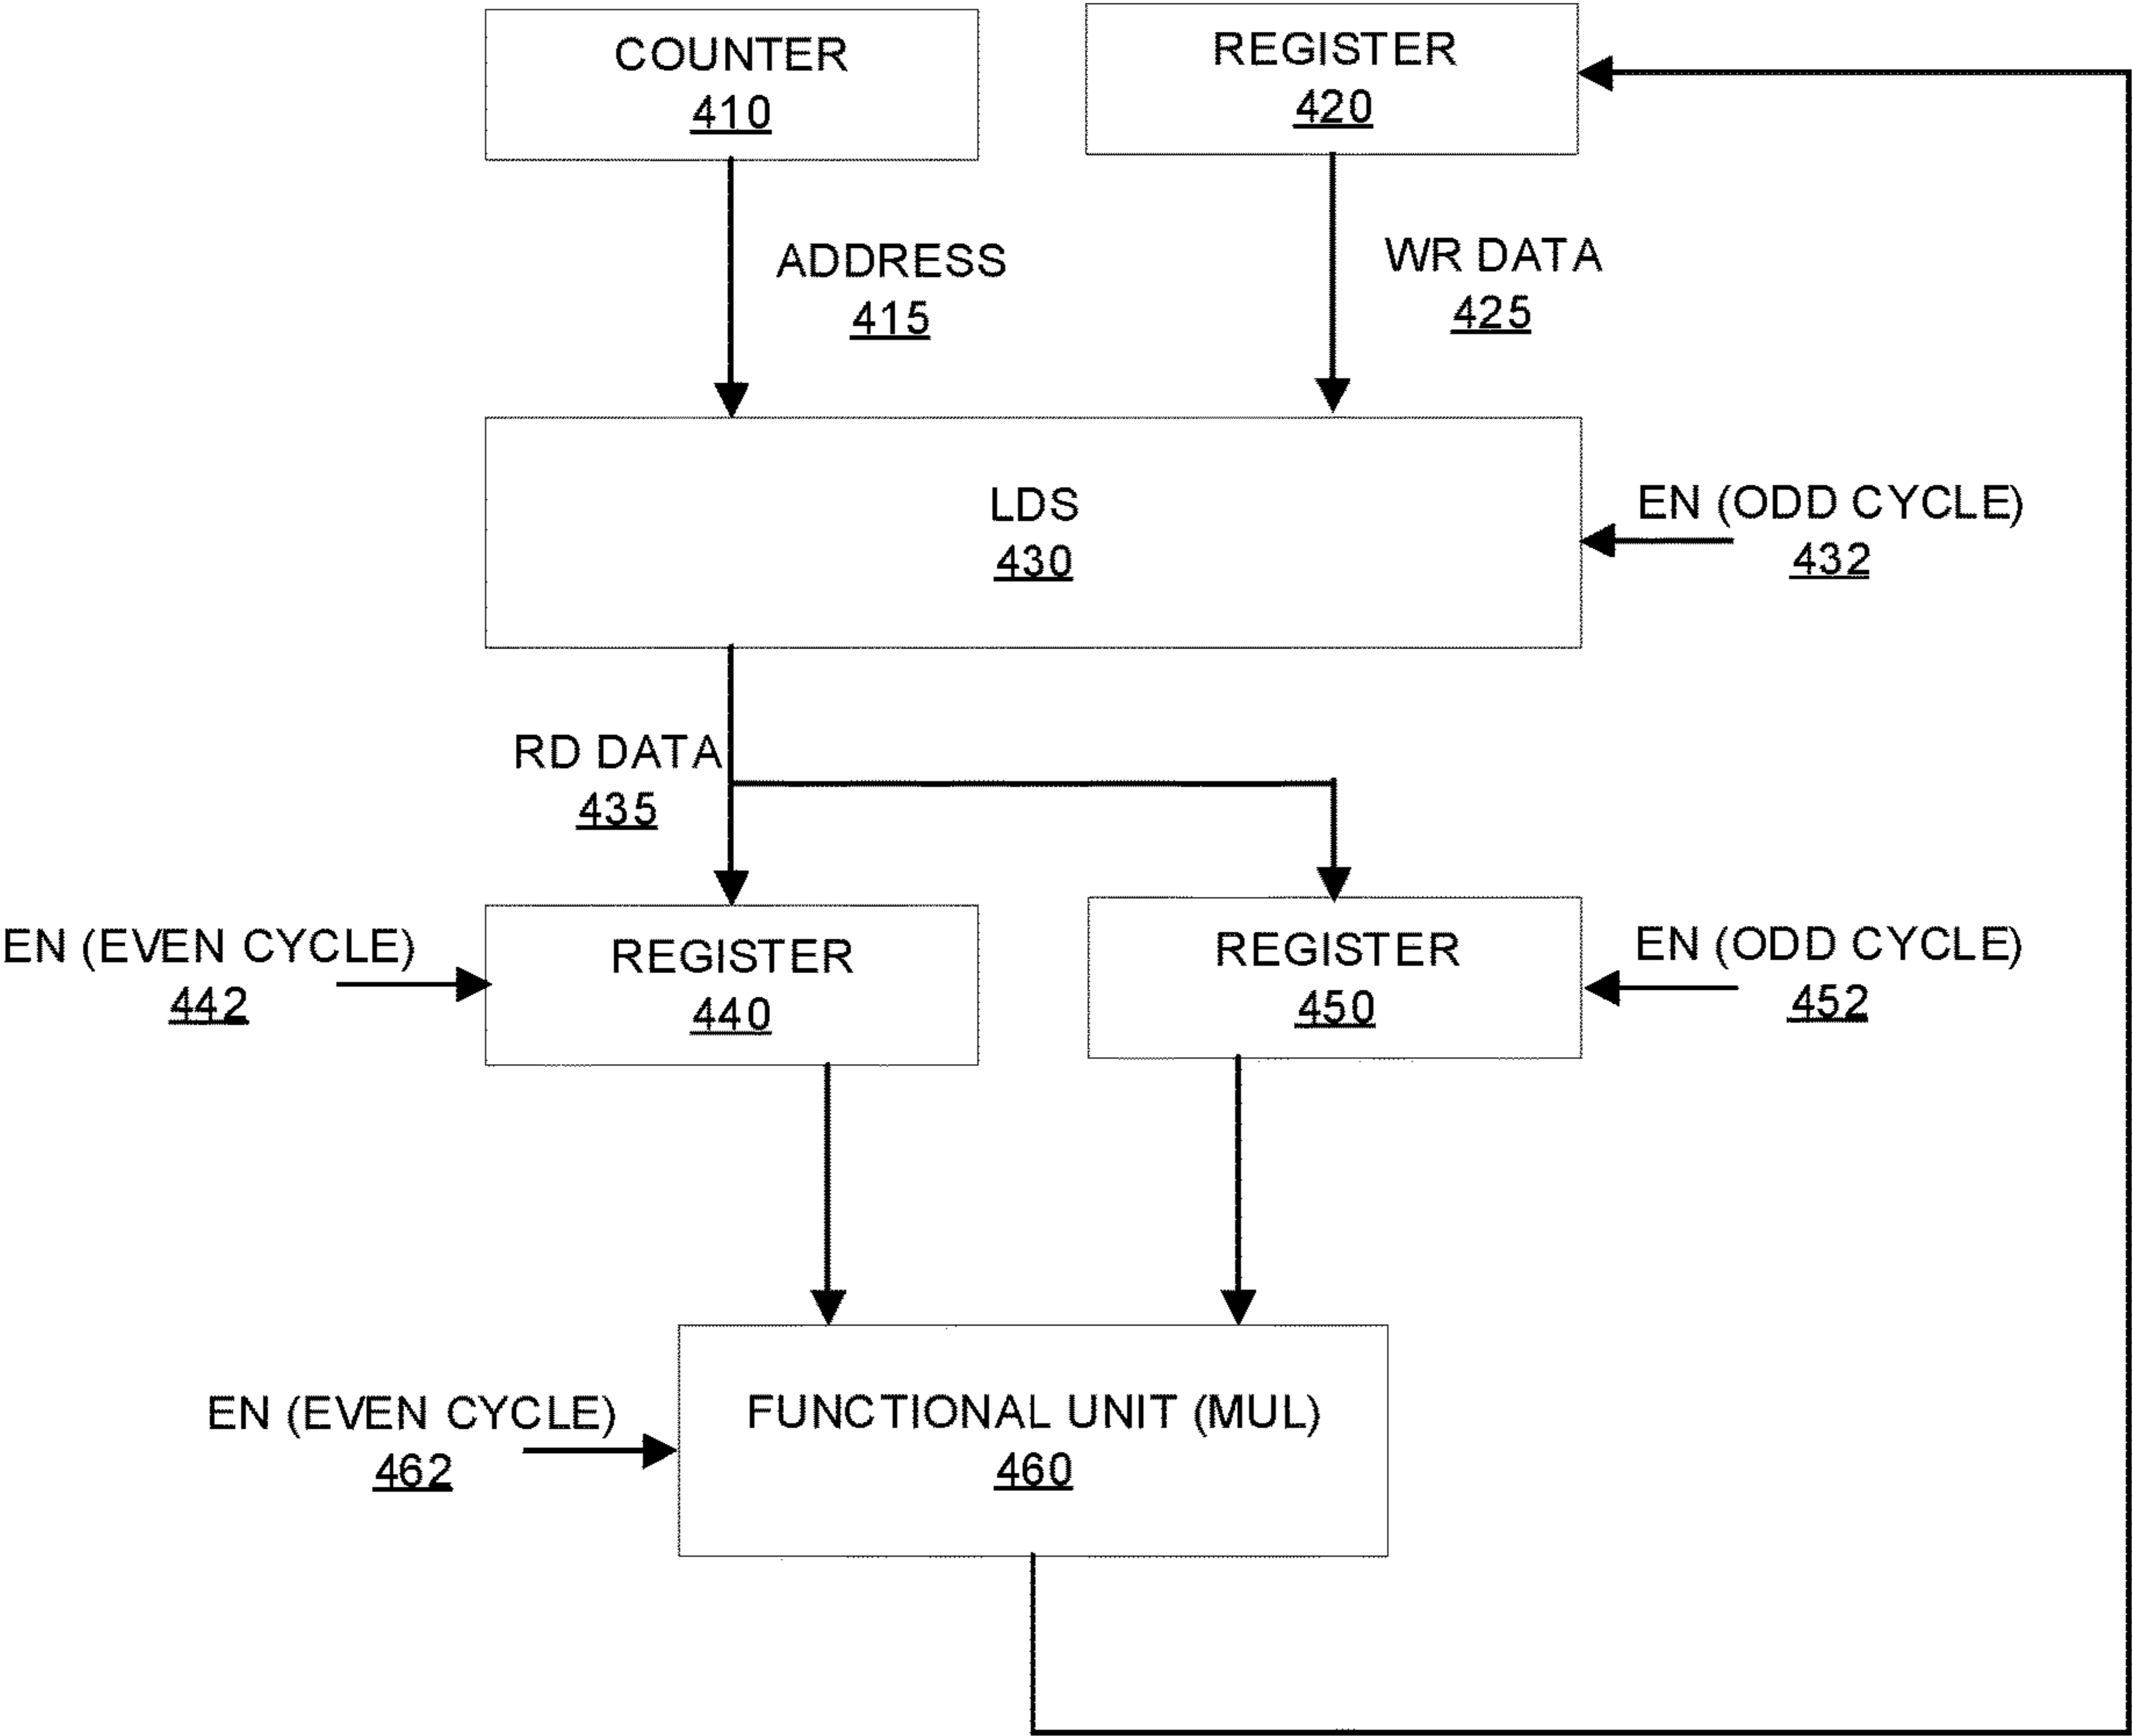 COUNTER
410
REGISTER
420
ADDRESS
415
WR DATA
425
LDS
430
EN (ODD CYCLE)
432
RD DATA
435
EN (EVEN CYCLE)
442
REGISTER
440
REGISTER
450
EN (ODD CYCLE)
452
EN (EVEN CYCLE)
462
FUNCTIONAL UNIT (MUL)
460